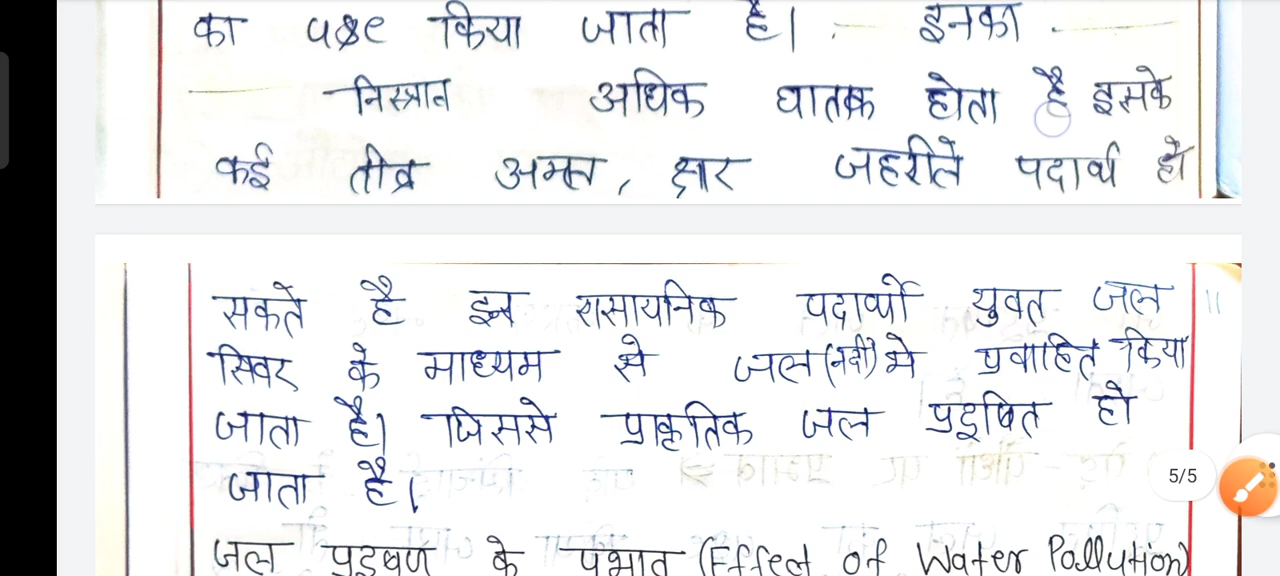 का use किया जाता है। इनका
निस्त्राव अधिक घातक होता है इसके
कई तीव्र अम्ल, क्षार जहरीले पदार्थ हो
सकते है इन रासायनिक पदार्थो युक्त जल
सिवर के माध्यम से जल(नदी) मे प्रवाहित किया
जाता है। जिससे प्राकृतिक जल प्रदूषित हो
जाता है।
5/5
जल प्रदूषण के प्रभाव (Effect of Water Pollution)